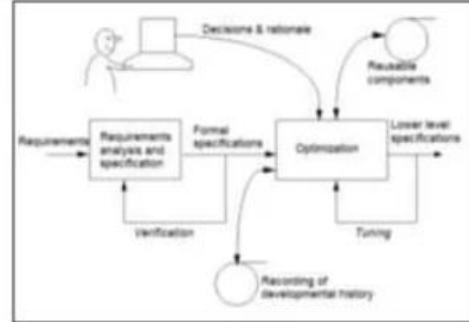 Decisions & rationale
Reusable
components
Requirements
Requirements
analysis and
specification
Formal
specifications
Optimization
Lower level
specifications
Verification
Tuning
Recording of
developmental history